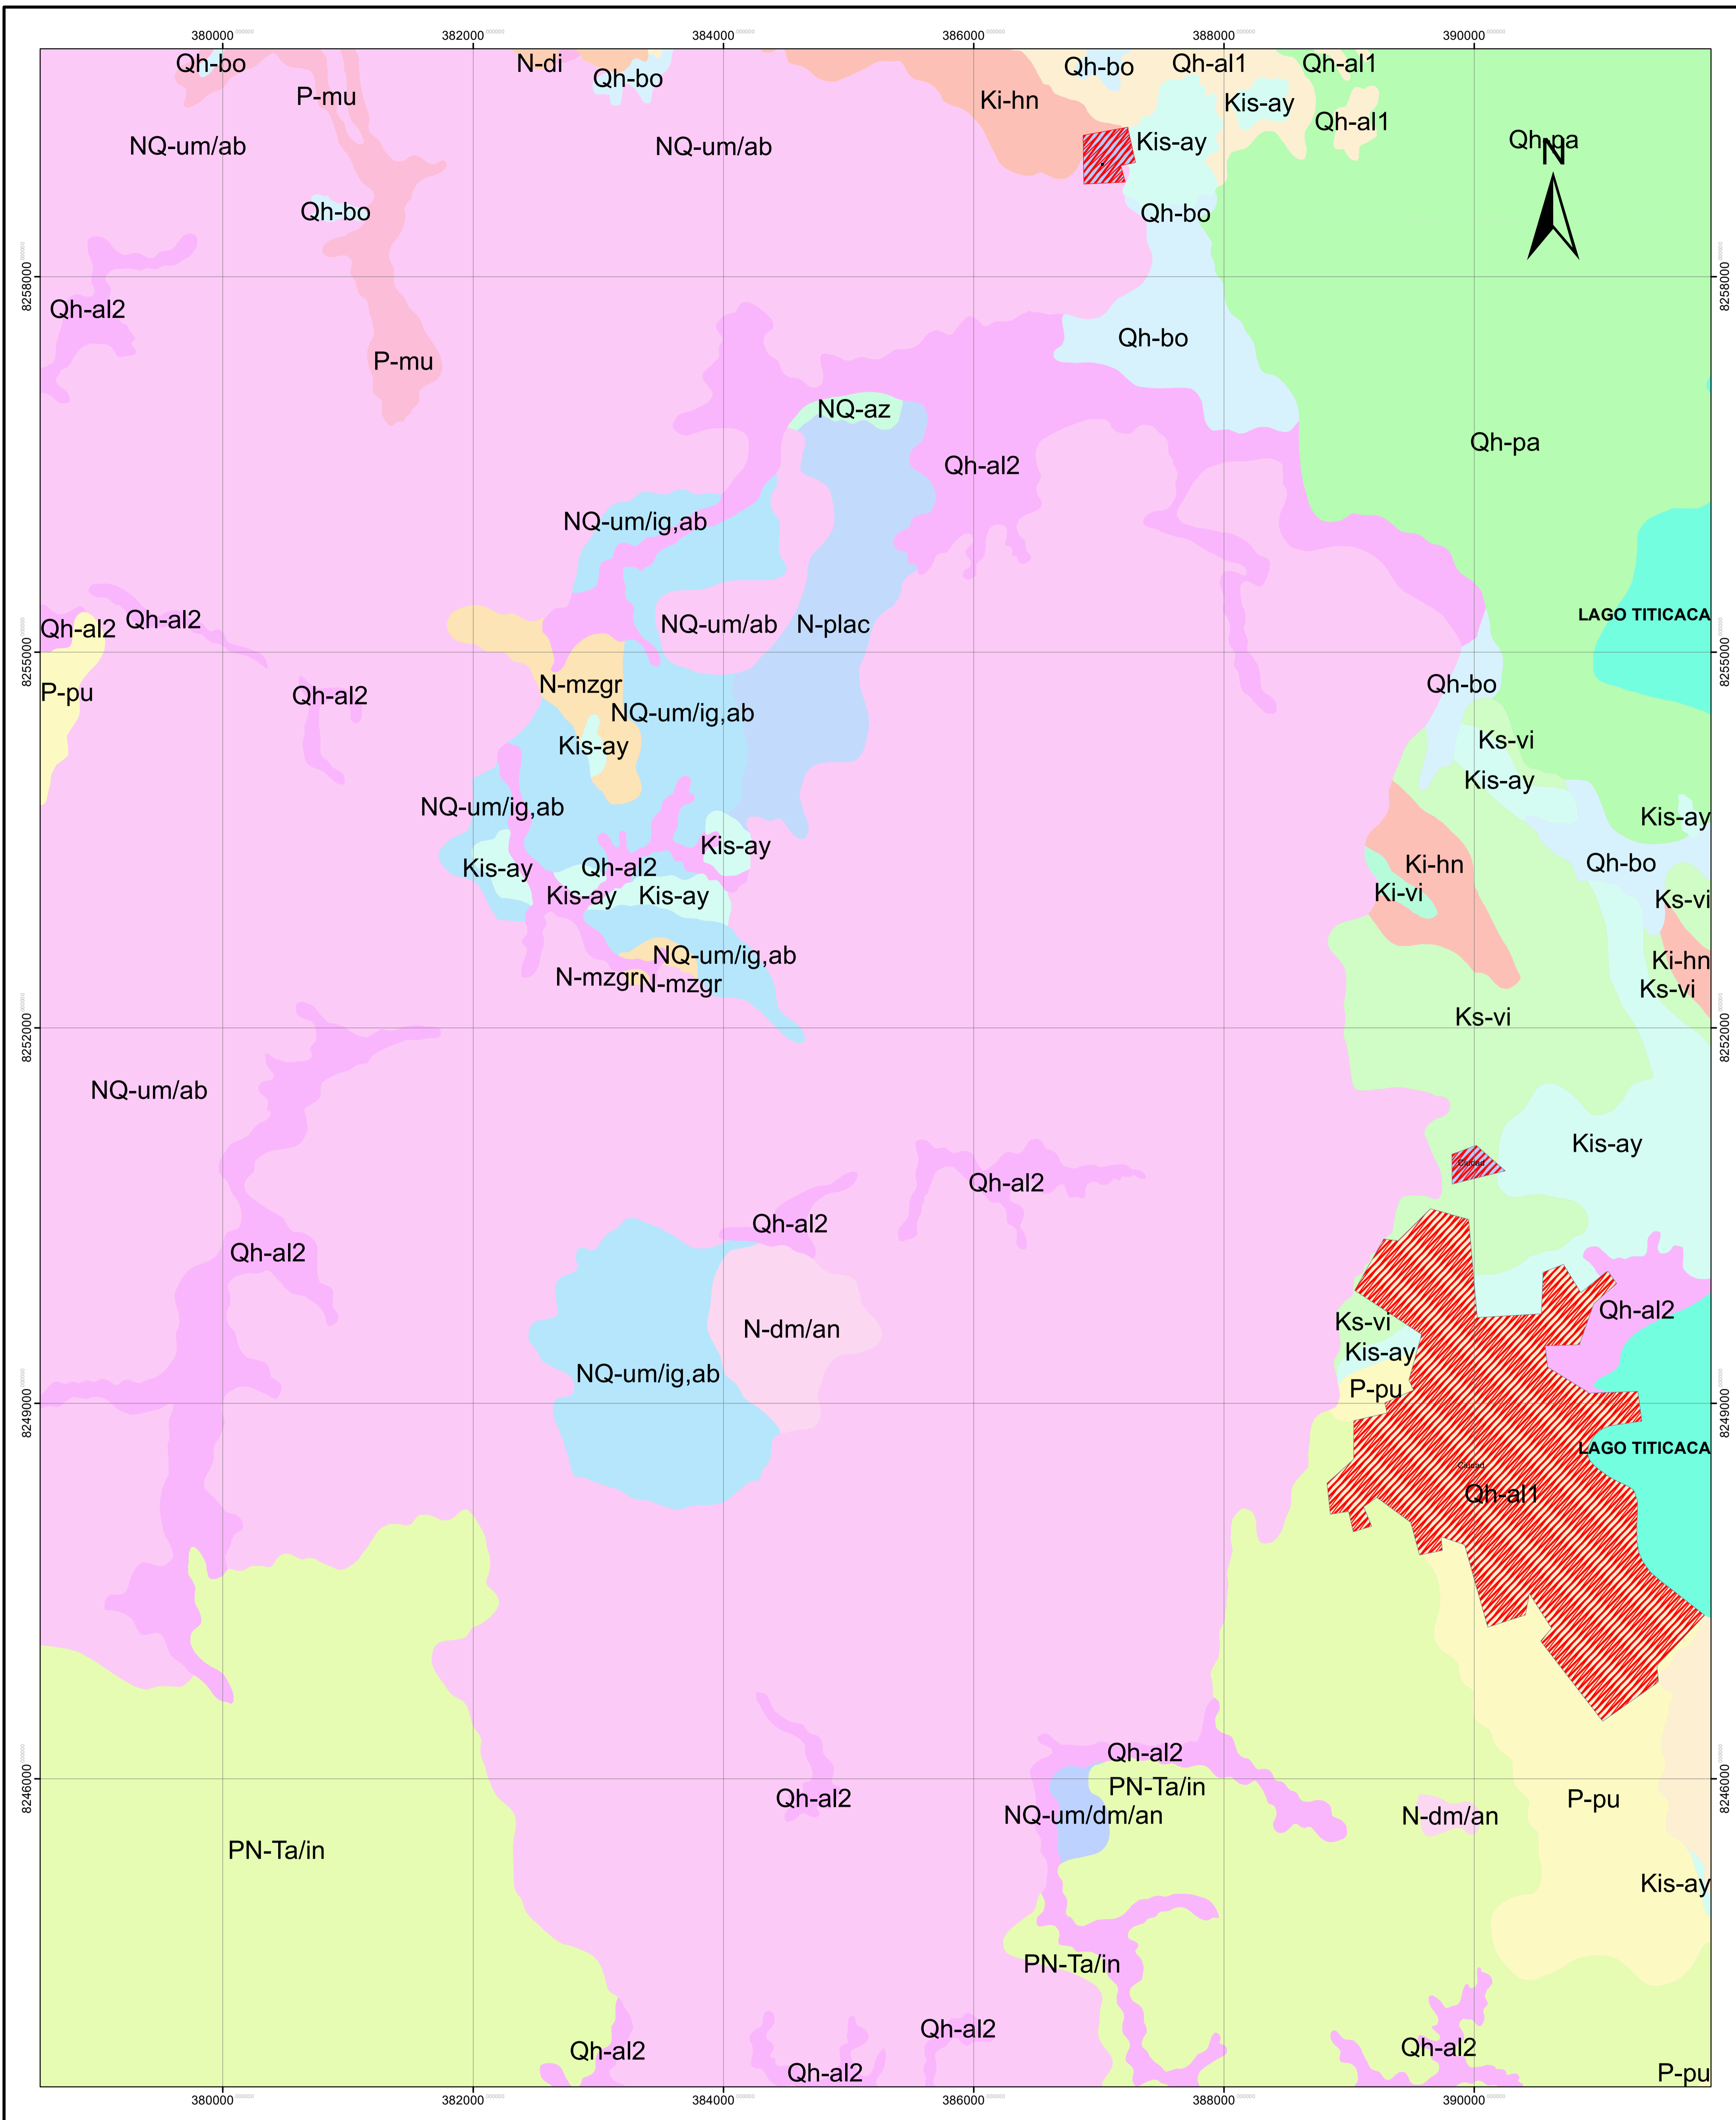 380000 382000 384000 386000 388000 390000
Qh-bo N-di Qh-bo Qh-bo Qh-al1 Qh-al1
P-mu Ki-hn Kis-ay
Qh-al1
NQ-um/ab NQ-um/ab Kis-ay Qh-pa
N
Qh-bo Qh-bo
8258000 8258000
Qh-al2
Qh-bo
P-mu
NQ-az
Qh-pa
Qh-al2
NQ-um/ig,ab
LAGO TITICACA
Qh-al2 Qh-al2 NQ-um/ab N-plac
8255000 8255000
P-pu Qh-al2 N-mzgr Qh-bo
NQ-um/ig,ab
Kis-ay Ks-vi
Kis-ay
NQ-um/ig,ab Kis-ay
Kis-ay
Kis-ay Qh-al2 Ki-hn Qh-bo
Kis-ay Kis-ay Ki-vi Ks-vi
NQ-um/ig,ab Ki-hn
N-mzgr N-mzgr Ks-vi
Ks-vi
8252000 8252000
NQ-um/ab
Kis-ay
Ciudad
Qh-al2
Qh-al2
Qh-al2
Qh-al2
N-dm/an Ks-vi
Kis-ay
NQ-um/ig,ab P-pu
8249000 8249000
LAGO TITICACA
Qh-al1
Qh-al2
8246000 8246000
Qh-al2 PN-Ta/in P-pu
NQ-um/dm/an N-dm/an
PN-Ta/in
Kis-ay
PN-Ta/in
Qh-al2
Qh-al2 Qh-al2
Qh-al2 P-pu
380000 382000 384000 386000 388000 390000